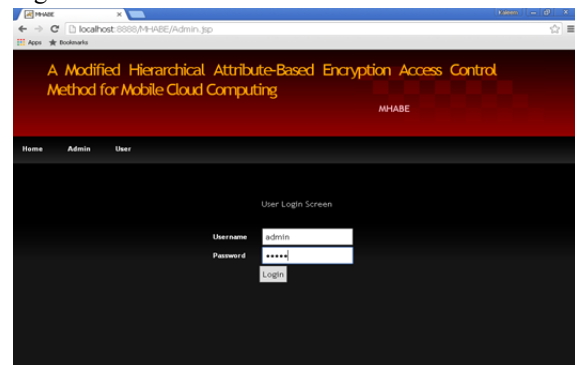 MHABE
localhost:8888/MHABE/Admin.jsp
Apps Bookmarks
A Modified Hierarchical Attribute-Based Encryption Access Control
Method for Mobile Cloud Computing
MHABE
Home Admin User
User Login Screen
Username admin
Password •••••
Login